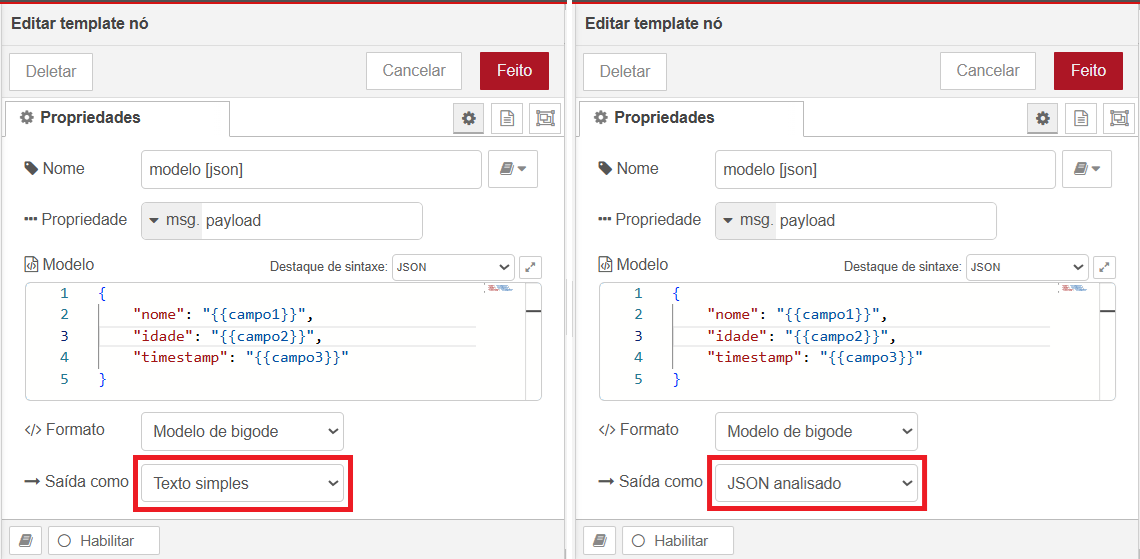 Editar template nó
Deletar
Cancelar
Feito
Propriedades
Nome
modelo [json]
Propriedade
msg. payload
Modelo
Destaque de sintaxe:
JSON
1 {
2 "nome": "{{campo1}}",
3 "idade": "{{campo2}}",
4 "timestamp": "{{campo3}}"
5 }
</> Formato
Modelo de bigode
Saída como
Texto simples
Habilitar
Editar template nó
Deletar
Cancelar
Feito
Propriedades
Nome
modelo [json]
Propriedade
msg. payload
Modelo
Destaque de sintaxe:
JSON
1 {
2 "nome": "{{campo1}}",
3 "idade": "{{campo2}}",
4 "timestamp": "{{campo3}}"
5 }
</> Formato
Modelo de bigode
Saída como
JSON analisado
Habilitar